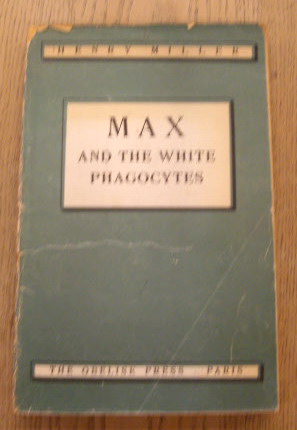 HENRY MILLER
MAX
AND THE WHITE
PHAGOCYTES
THE OBELISK PRESS PARIS